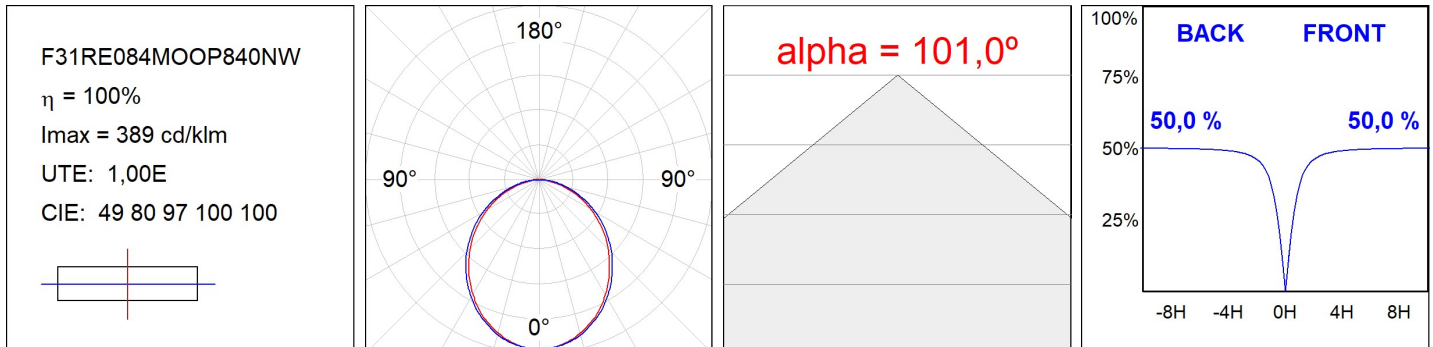 F31RE084MOOP840NW
η = 100%
Imax = 389 cd/klm
UTE: 1,00E
CIE: 49 80 97 100 100
180°
90° 90°
0°
alpha = 101,0º
100%
BACK FRONT
75%
50,0 % 50,0 %
50%
25%
-8H -4H 0H 4H 8H